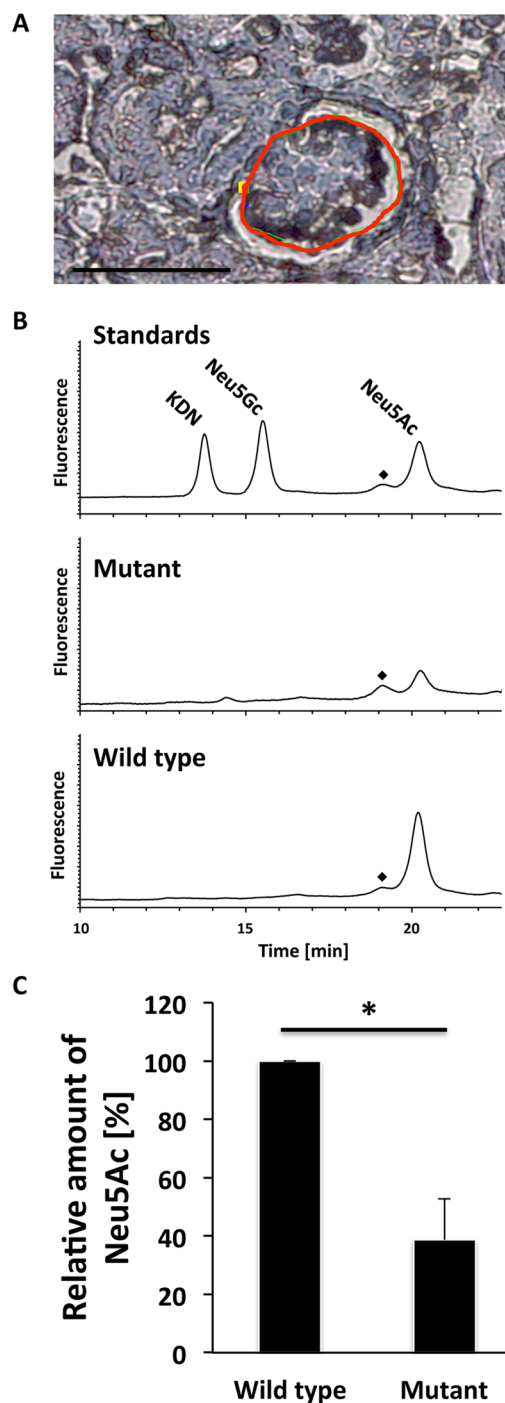 A
B
Standards
Fluorescence
KDN
Neu5Gc
Neu5Ac
Mutant
Fluorescence
Wild type
Fluorescence
10
15
20
Time [min]
C
Relative amount of
Neu5Ac [%]
120
100
80
60
40
20
0
*
Wild type
Mutant